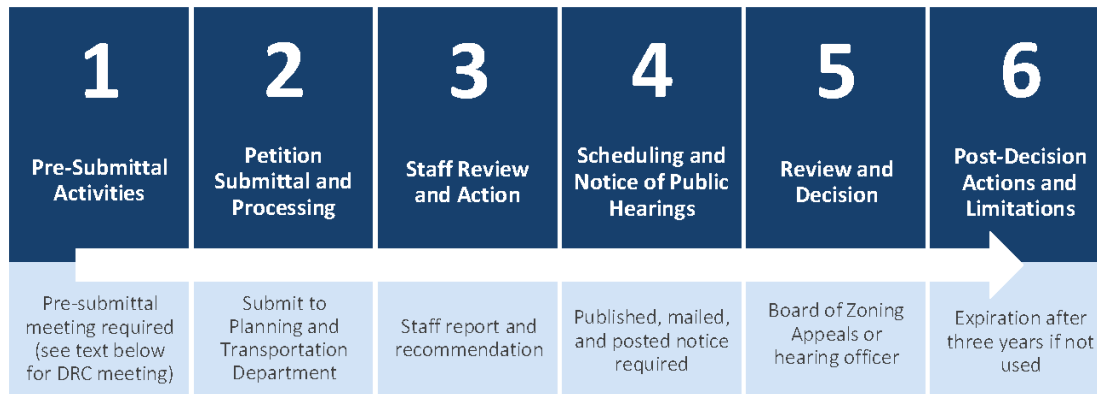 1
Pre-Submittal
Activities
Pre-submittal
meeting required
(see text below
for DRC meeting)
2
Petition
Submittal and
Processing
Submit to
Planning and
Transportation
Department
3
Staff Review
and Action
Staff report and
recommendation
4
Scheduling and
Notice of Public
Hearings
Published, mailed,
and posted notice
required
5
Review and
Decision
Board of Zoning
Appeals or
hearing officer
6
Post-Decision
Actions and
Limitations
Expiration after
three years if not
used